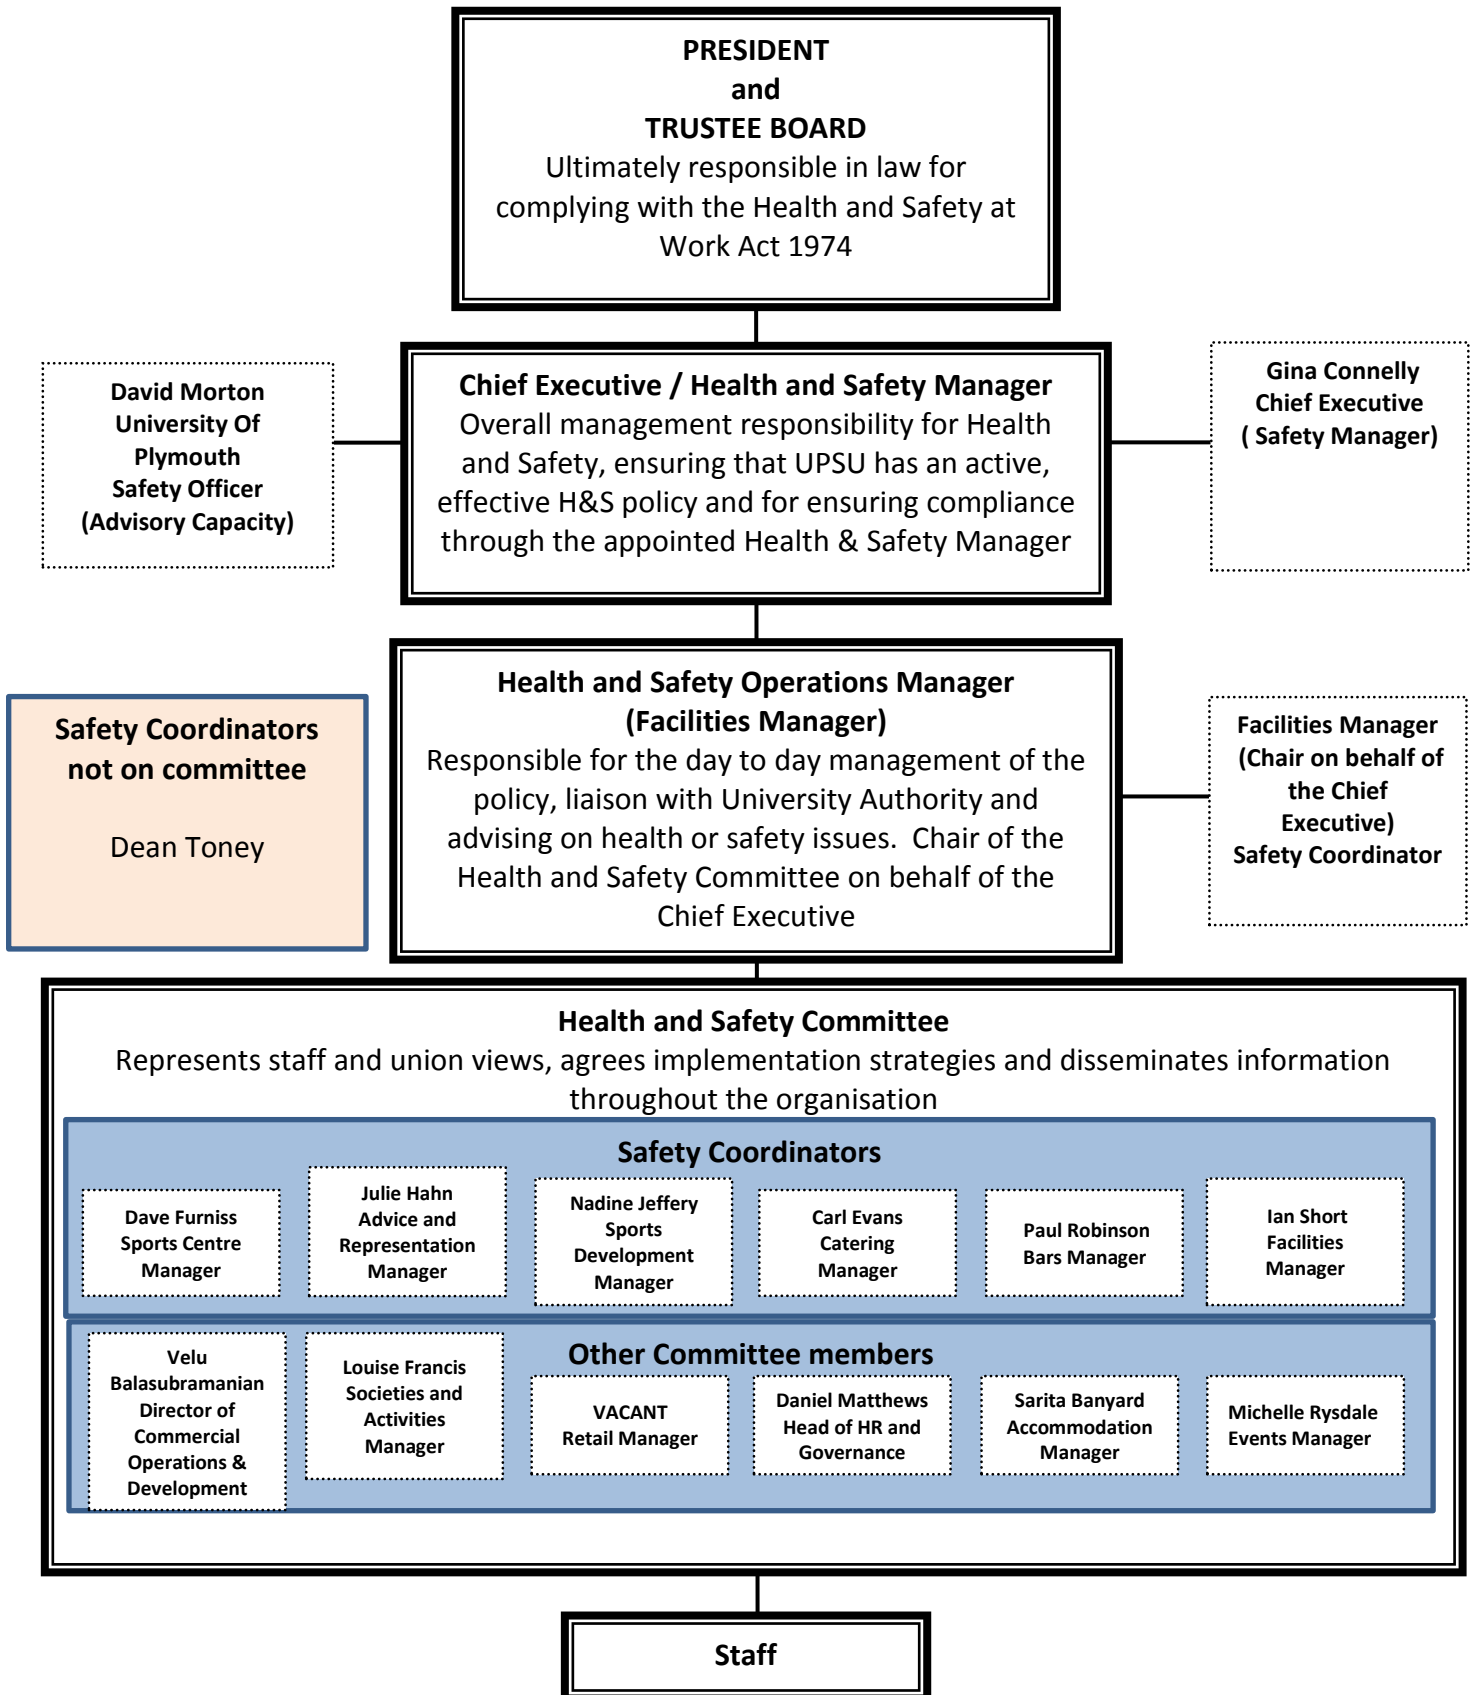 PRESIDENT
and
TRUSTEE BOARD
Ultimately responsible in law for
complying with the Health and Safety at
Work Act 1974
David Morton
University Of
Plymouth
Safety Officer
(Advisory Capacity)
Chief Executive / Health and Safety Manager
Overall management responsibility for Health
and Safety, ensuring that UPSU has an active,
effective H&S policy and for ensuring compliance
through the appointed Health & Safety Manager
Gina Connelly
Chief Executive
( Safety Manager)
Safety Coordinators
not on committee
Dean Toney
Health and Safety Operations Manager
(Facilities Manager)
Responsible for the day to day management of the
policy, liaison with University Authority and
advising on health or safety issues.  Chair of the
Health and Safety Committee on behalf of the
Chief Executive
Facilities Manager
(Chair on behalf of
the Chief
Executive)
Safety Coordinator
Health and Safety Committee
Represents staff and union views, agrees implementation strategies and disseminates information
throughout the organisation
Safety Coordinators
Dave Furniss
Sports Centre
Manager
Julie Hahn
Advice and
Representation
Manager
Nadine Jeffery
Sports
Development
Manager
Carl Evans
Catering
Manager
Paul Robinson
Bars Manager
Ian Short
Facilities
Manager
Other Committee members
Velu
Balasubramanian
Director of
Commercial
Operations &
Development
Louise Francis
Societies and
Activities
Manager
VACANT
Retail Manager
Daniel Matthews
Head of HR and
Governance
Sarita Banyard
Accommodation
Manager
Michelle Rysdale
Events Manager
Staff